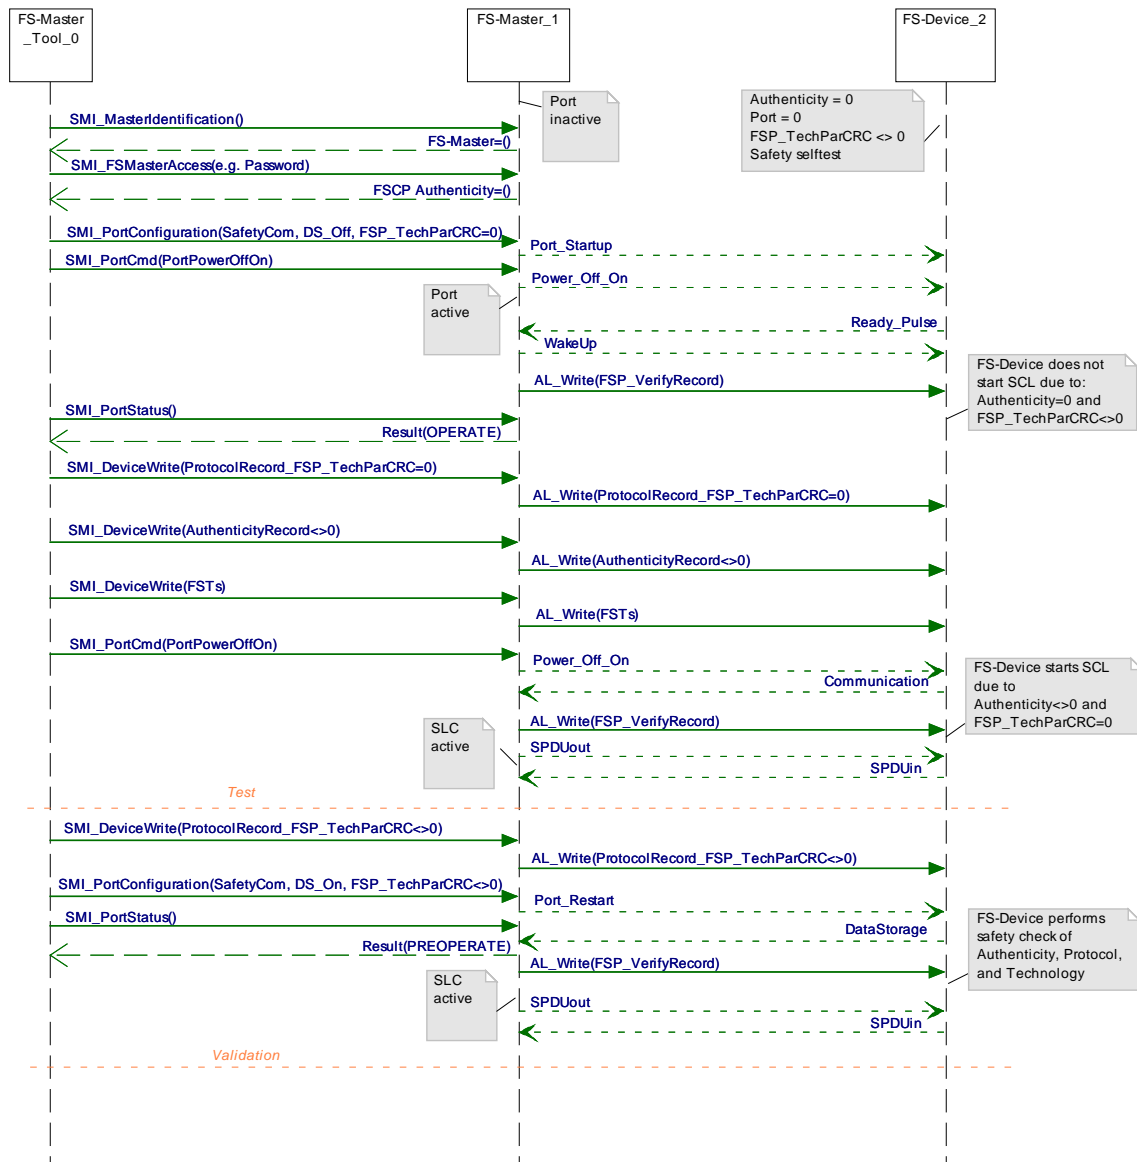 FS-Master
_Tool_0
FS-Master_1
FS-Device_2
Port
inactive
Authenticity = 0
Port = 0
FSP_TechParCRC <> 0
Safety selftest
SMI_MasterIdentification()
FS-Master=()
SMI_FSMasterAccess(e.g. Password)
FSCP_Authenticity=()
SMI_PortConfiguration(SafetyCom, DS_Off, FSP_TechParCRC=0)
Port_Startup
SMI_PortCmd(PortPowerOffOn)
Power_Off_On
Port
active
Ready_Pulse
WakeUp
FS-Device does not
start SCL due to:
Authenticity=0 and
FSP_TechParCRC<>0
AL_Write(FSP_VerifyRecord)
SMI_PortStatus()
Result(OPERATE)
SMI_DeviceWrite(ProtocolRecord_FSP_TechParCRC=0)
AL_Write(ProtocolRecord_FSP_TechParCRC=0)
SMI_DeviceWrite(AuthenticityRecord<>0)
AL_Write(AuthenticityRecord<>0)
SMI_DeviceWrite(FSTs)
AL_Write(FSTs)
SMI_PortCmd(PortPowerOffOn)
Power_Off_On
FS-Device starts SCL
due to
Authenticity<>0 and
FSP_TechParCRC=0
Communication
AL_Write(FSP_VerifyRecord)
SLC
active
SPDUout
SPDUin
Test
SMI_DeviceWrite(ProtocolRecord_FSP_TechParCRC<>0)
AL_Write(ProtocolRecord_FSP_TechParCRC<>0)
SMI_PortConfiguration(SafetyCom, DS_On, FSP_TechParCRC<>0)
Port_Restart
SMI_PortStatus()
FS-Device performs
safety check of
Authenticity, Protocol,
and Technology
DataStorage
Result(PREOPERATE)
AL_Write(FSP_VerifyRecord)
SLC
active
SPDUout
SPDUin
Validation